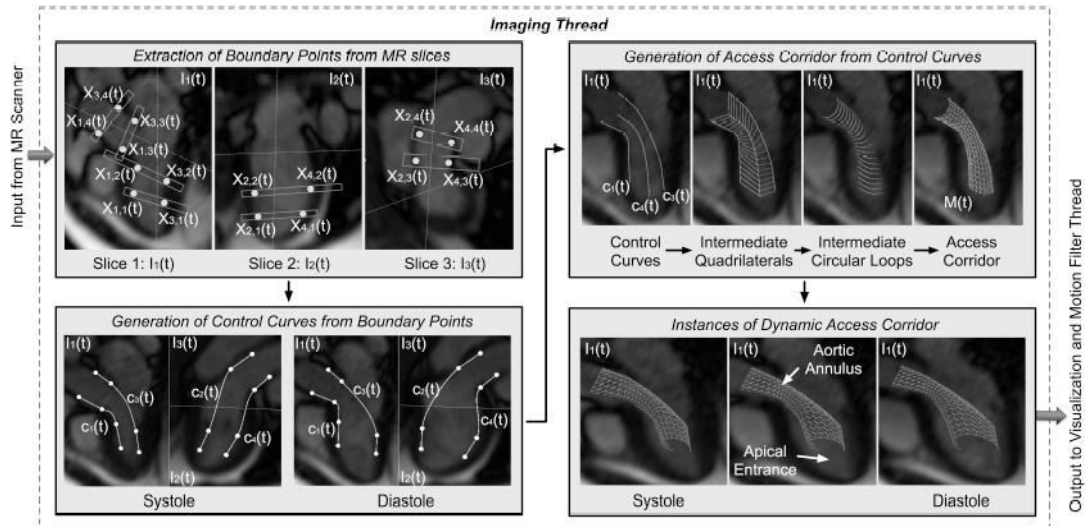 Imaging Thread
Input from MR Scanner
Extraction of Boundary Points from MR slices
I1(t)
X3,4(t)
X1,4(t)
X3,3(t)
X1,3(t)
X1,2(t)
X3,2(t)
X1,1(t)
X3,1(t)
I2(t)
X2,2(t)
X4,2(t)
X2,1(t)
X4,1(t)
I3(t)
X2,4(t)
X4,4(t)
X2,3(t)
X4,3(t)
Slice 1: I1(t)
Slice 2: I2(t)
Slice 3: I3(t)
Generation of Control Curves from Boundary Points
I1(t)
C3(t)
C1(t)
I3(t)
C2(t)
C4(t)
I2(t)
I1(t)
C3(t)
C1(t)
I3(t)
C2(t)
C4(t)
I2(t)
Systole
Diastole
Generation of Access Corridor from Control Curves
I1(t)
I1(t)
I1(t)
I1(t)
C1(t)
C4(t)
C3(t)
M(t)
Control
Curves
Intermediate
Quadrilaterals
Intermediate
Circular Loops
Access
Corridor
Instances of Dynamic Access Corridor
I1(t)
I1(t)
I1(t)
Aortic
Annulus
Apical
Entrance
Systole
Diastole
Output to Visualization and Motion Filter Thread